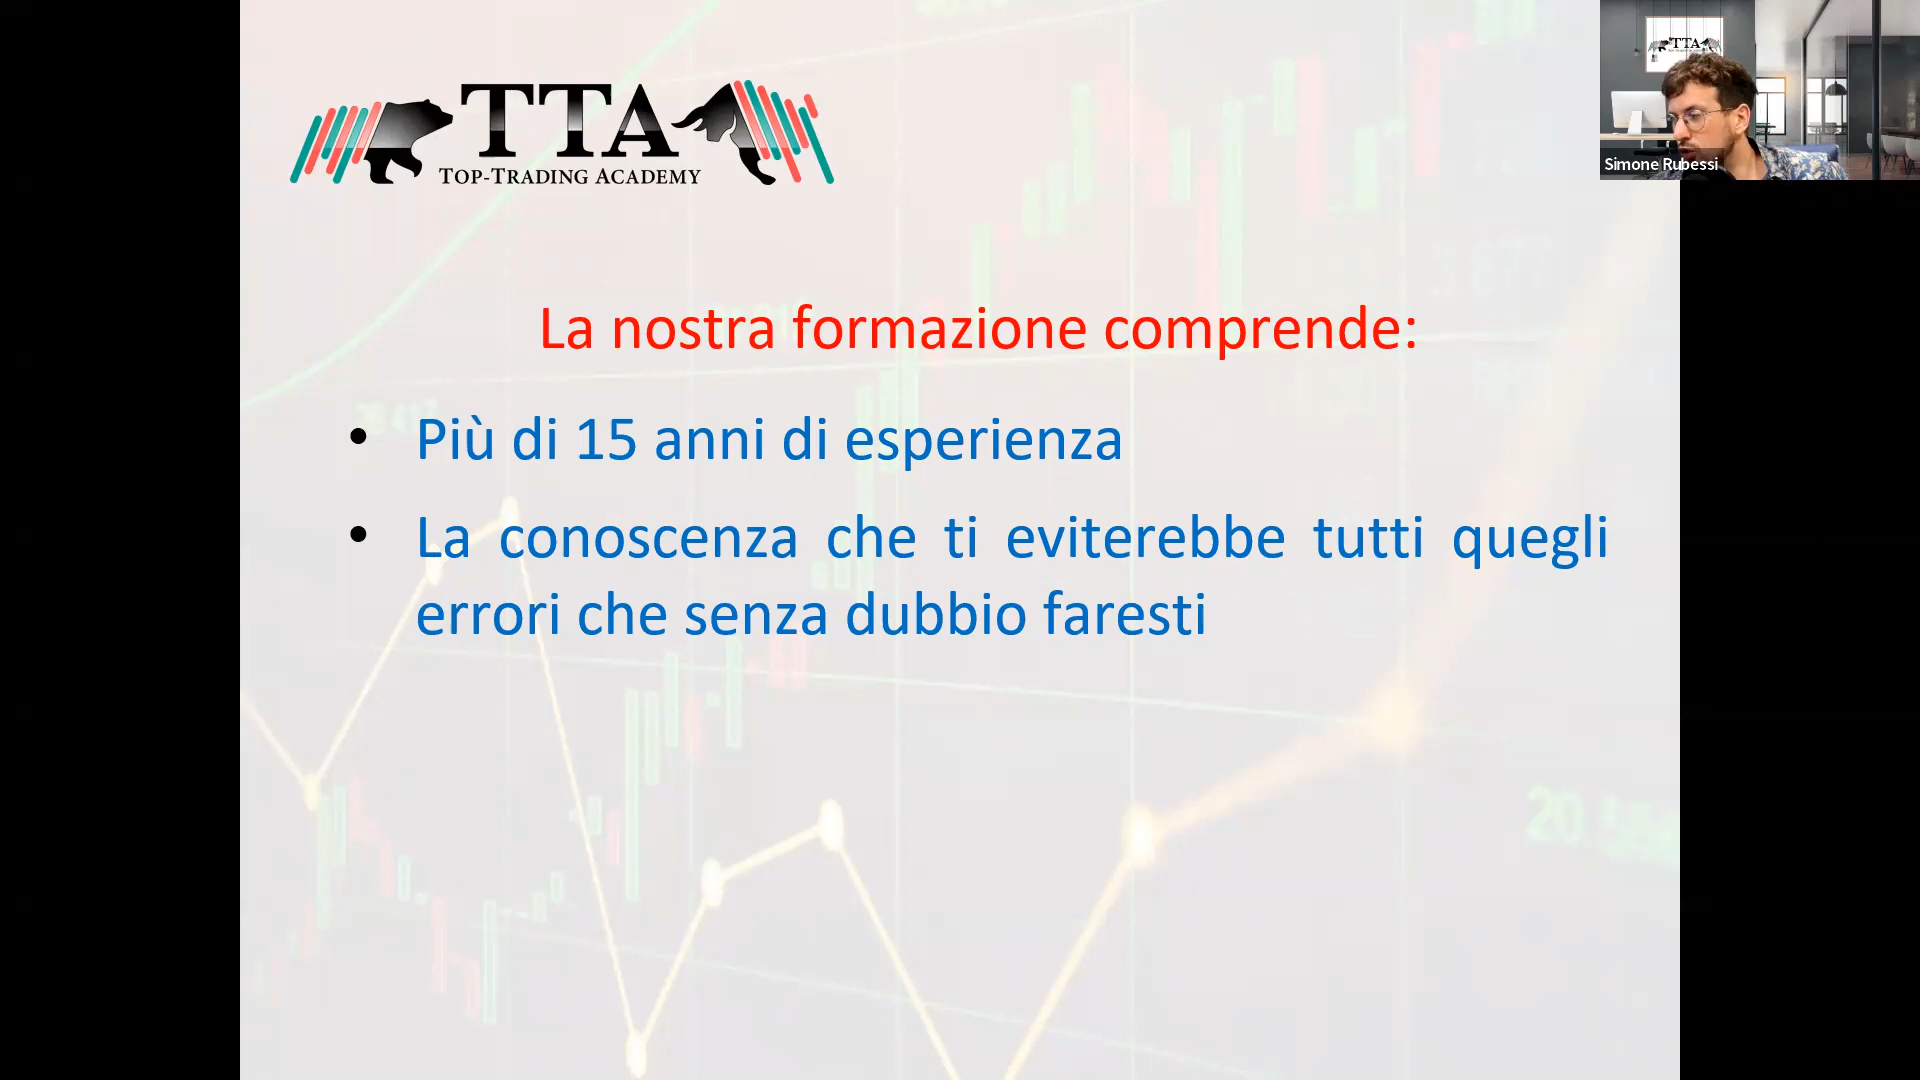 TTA
TOP-TRADING ACADEMY
TTA
Simone Rubessi
La nostra formazione comprende:
• Più di 15 anni di esperienza
• La conoscenza che ti eviterebbe tutti quegli
errori che senza dubbio faresti